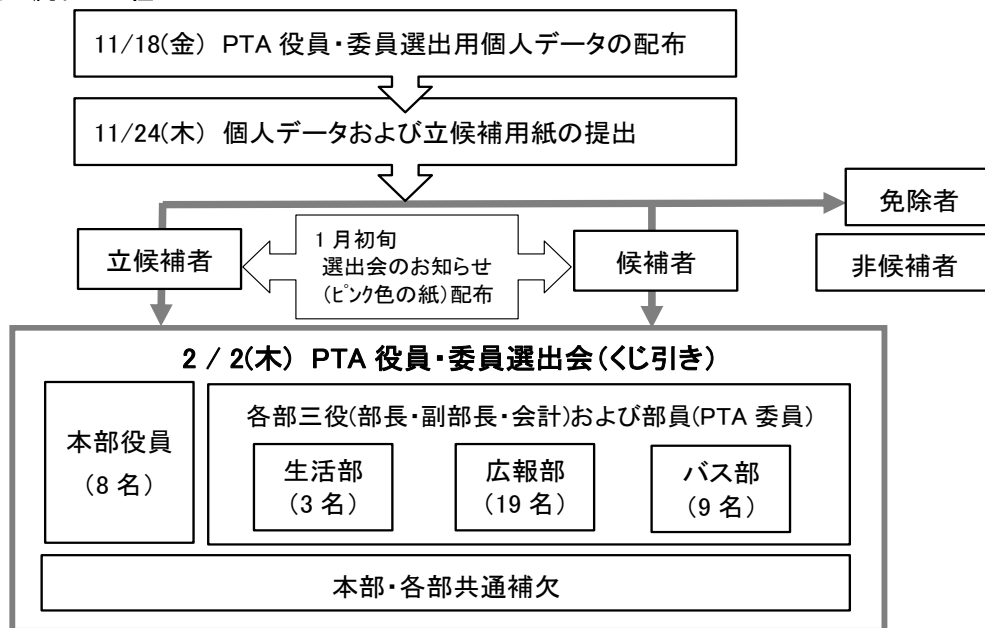 11/18(金) PTA 役員・委員選出用個人データの配布
11/24(木) 個人データおよび立候補用紙の提出
免除者
立候補者
1 月初旬
選出会のお知らせ
(ﾋﾟﾝｸ色の紙)配布
候補者
非候補者
2 / 2(木) PTA 役員・委員選出会(くじ引き)
本部役員
(8 名)
各部三役(部長・副部長・会計)および部員(PTA 委員)
生活部
(3 名)
広報部
(19 名)
バス部
(9 名)
本部・各部共通補欠